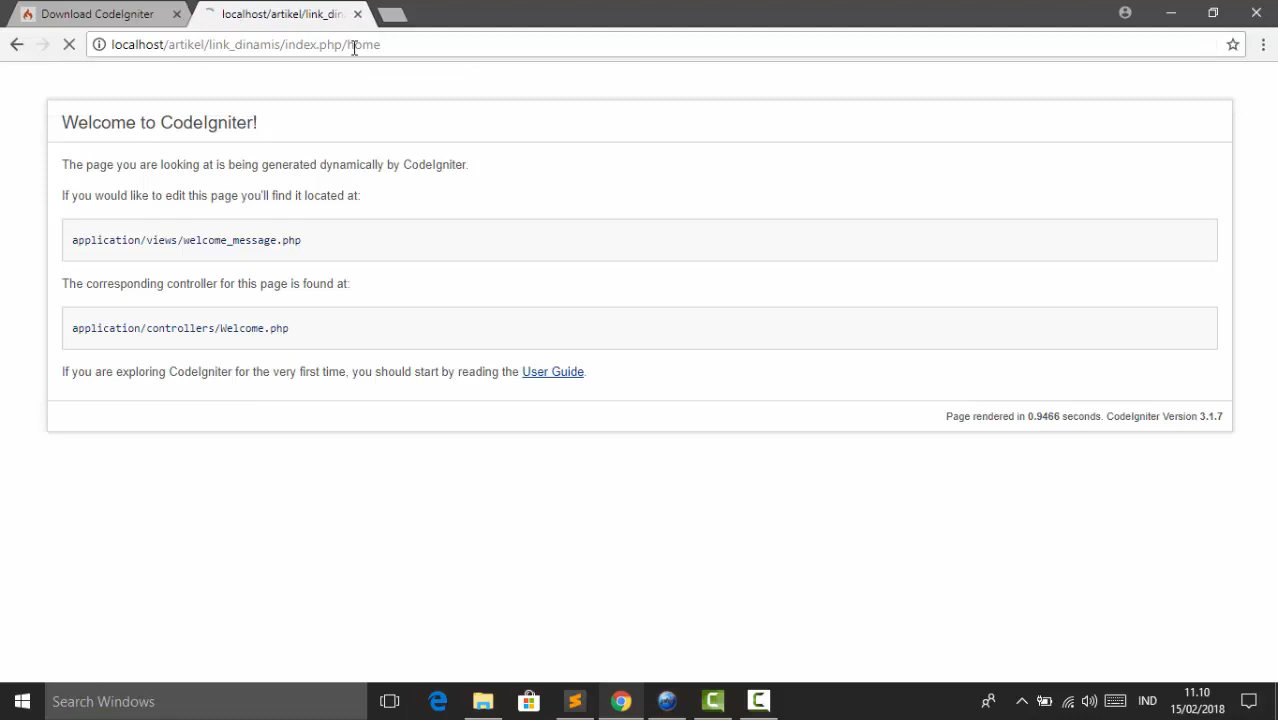 Download CodeIgniter
localhost/artikel/link_din
localhost/artikel/link_dinamis/index.php/home
Welcome to CodeIgniter!
The page you are looking at is being generated dynamically by CodeIgniter.
If you would like to edit this page you'll find it located at:
application/views/welcome_message.php
The corresponding controller for this page is found at:
application/controllers/Welcome.php
If you are exploring CodeIgniter for the very first time, you should start by reading the User Guide.
Page rendered in 0.9466 seconds. CodeIgniter Version 3.1.7
Search Windows
IND
11.10
15/02/2018